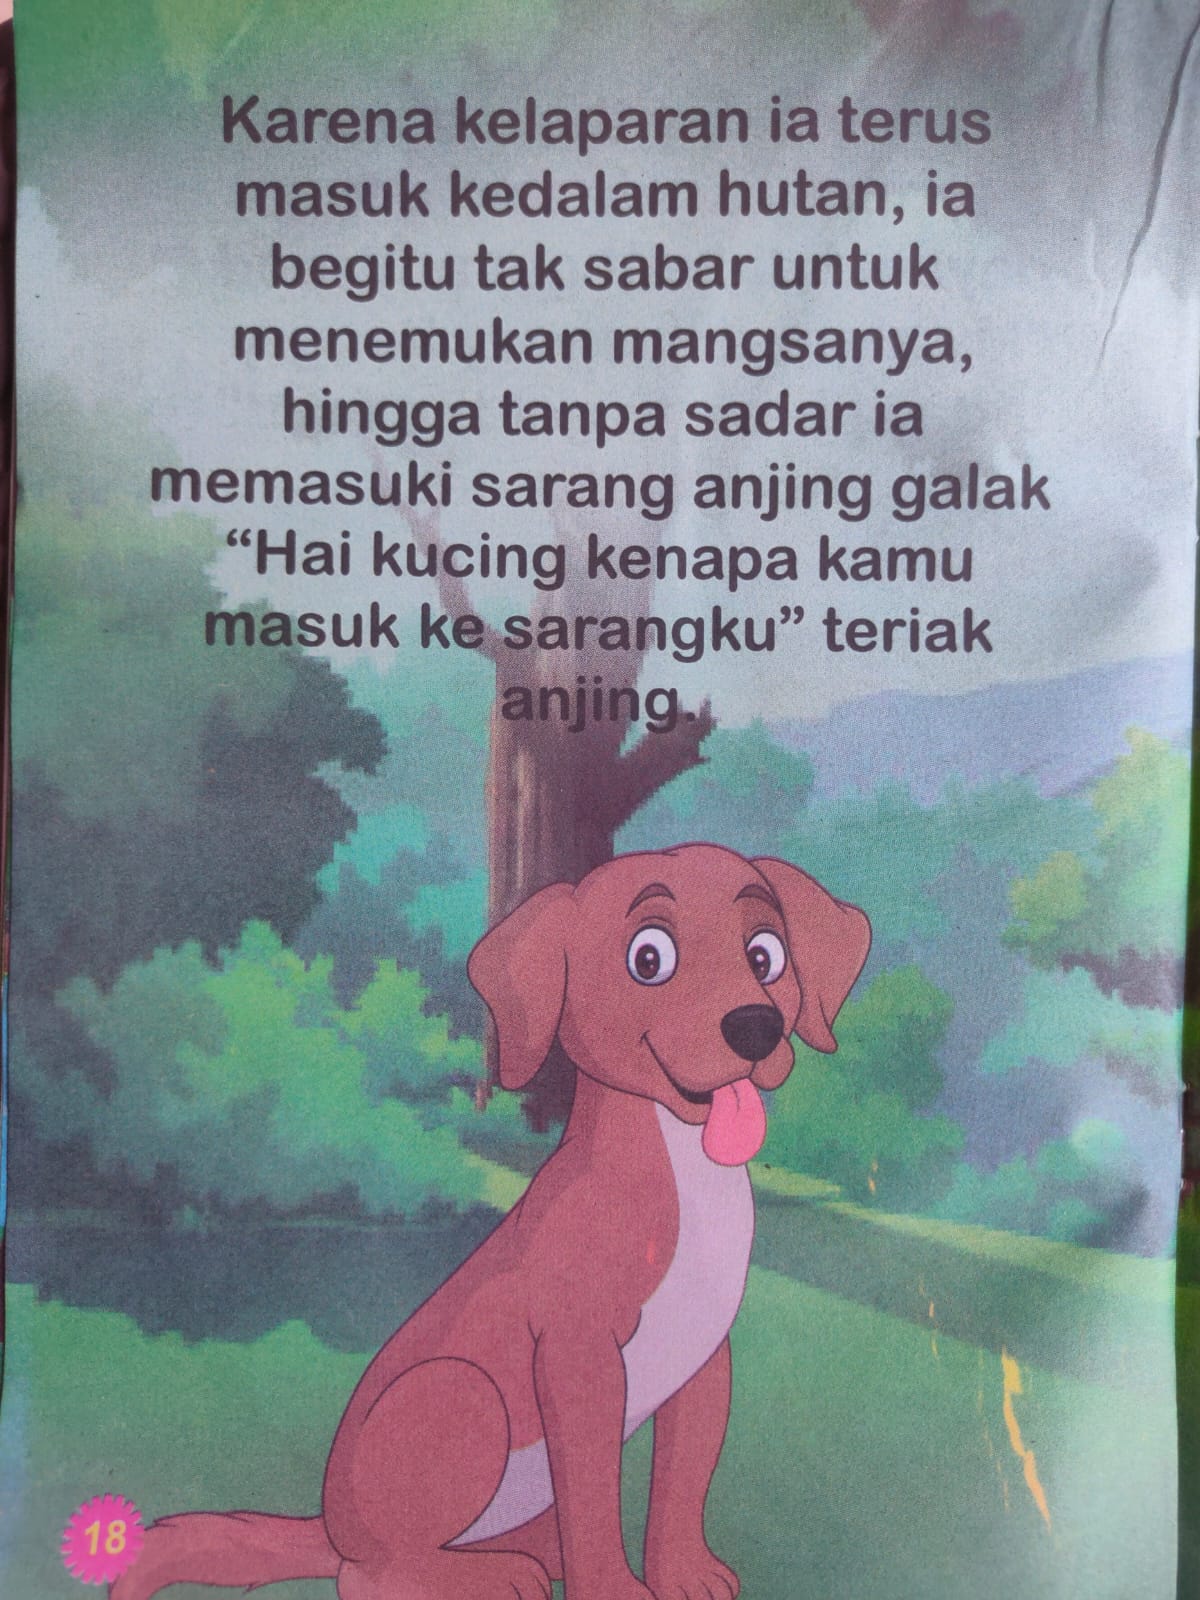 Karena kelaparan ia terus
masuk kedalam hutan, ia
begitu tak sabar untuk
menemukan mangsanya,
hingga tanpa sadar ia
memasuki sarang anjing galak
“Hai kucing kenapa kamu
masuk ke sarangku” teriak
anjing.
18